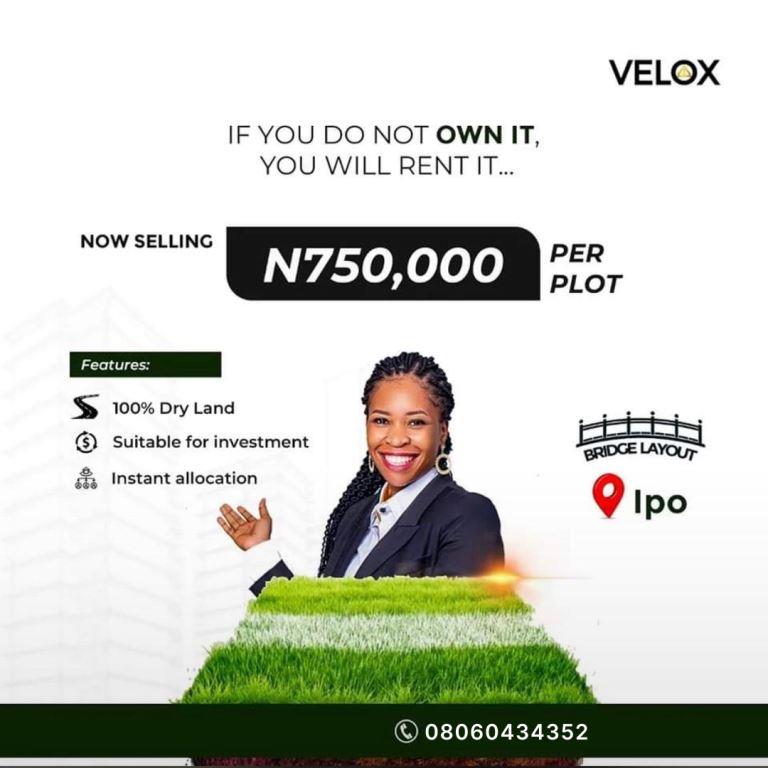 VELOX
IF YOU DO NOT OWN IT,
YOU WILL RENT IT...
NOW SELLING
N750,000
PER
PLOT
Features:
100% Dry Land
Suitable for investment
Instant allocation
BRIDGE LAYOUT
Ipo
08060434352